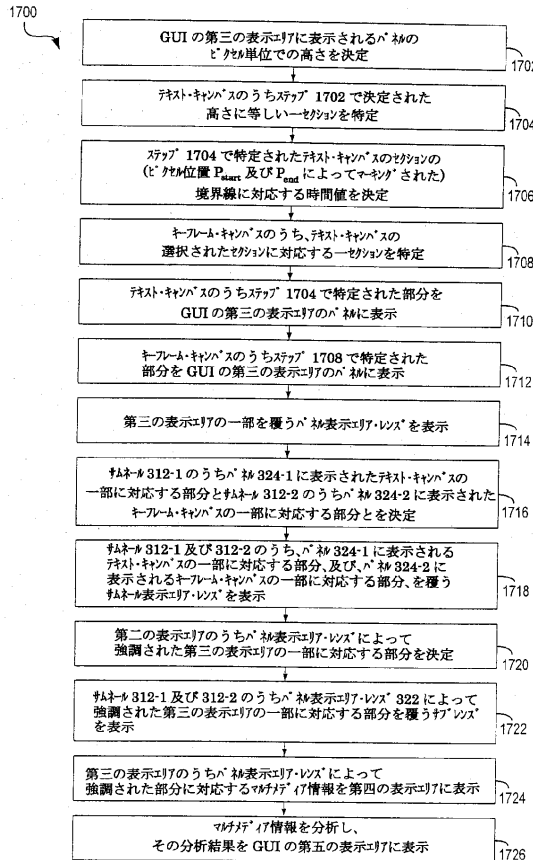 1700
GUI の第三の表示エリアに表示されるパネルの
ピクセル単位での高さを決定
1702
テキスト・キャンバスのうちステップ 1702 で決定された
高さに等しい一セクションを特定
1704
ステップ 1704 で特定されたテキスト・キャンバスのセクションの
(ピクセル位置 Pstart 及び Pend によってマーキングされた)
境界線に対応する時間値を決定
1706
キーフレーム・キャンバスのうち、テキスト・キャンバスの
選択されたセクションに対応する一セクションを特定
1708
テキスト・キャンバスのうちステップ 1704 で特定された部分を
GUI の第三の表示エリアのパネルに表示
1710
キーフレーム・キャンバスのうちステップ 1708 で特定された
部分を GUI の第三の表示エリアのパネルに表示
1712
第三の表示エリアの一部を覆うパネル表示エリア・レンズを表示
1714
サムネール 312-1 のうちパネル 324-1 に表示されたテキスト・キャンバスの
一部に対応する部分とサムネール 312-2 のうちパネル 324-2 に表示された
キーフレーム・キャンバスの一部に対応する部分とを決定
1716
サムネール 312-1 及び 312-2 のうち、パネル 324-1 に表示される
テキスト・キャンバスの一部に対応する部分、及び、パネル 324-2 に
表示されるキーフレーム・キャンバスの一部に対応する部分、を覆う
サムネール表示エリア・レンズを表示
1718
第二の表示エリアのうちパネル表示エリア・レンズによって
強調された第三の表示エリアの一部に対応する部分を決定
1720
サムネール 312-1 及び 312-2 のうちパネル表示エリア・レンズ 322 によって
強調された第三の表示エリアの一部に対応する部分を覆うサブレンズ
を表示
1722
第三の表示エリアのうちパネル表示エリア・レンズによって
強調された部分に対応するマルチメディア情報を第四の表示エリアに表示
1724
マルチメディア情報を分析し、
その分析結果を GUI の第五の表示エリアに表示
1726